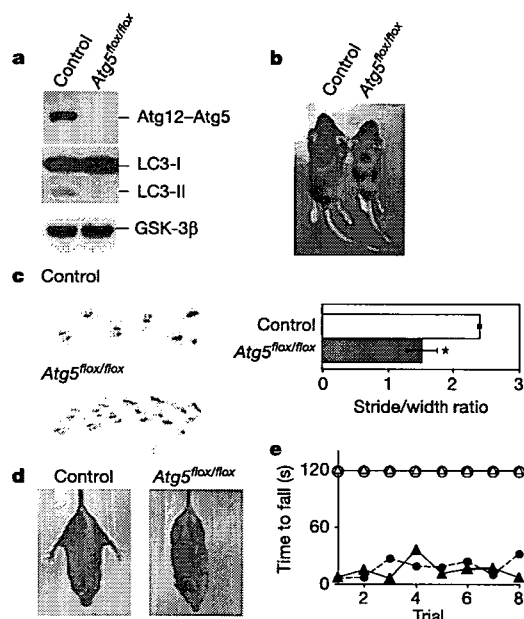 a
Control
Atg5flox/flox
Atg12–Atg5
LC3-I
LC3-II
GSK-3β
b
Control
Atg5flox/flox
c Control
Atg5flox/flox
Control
Atg5flox/flox
*
0 1 2 3
Stride/width ratio
d Control Atg5flox/flox
e
Time to fall (s)
120
60
0
2 4 6 8
Trial